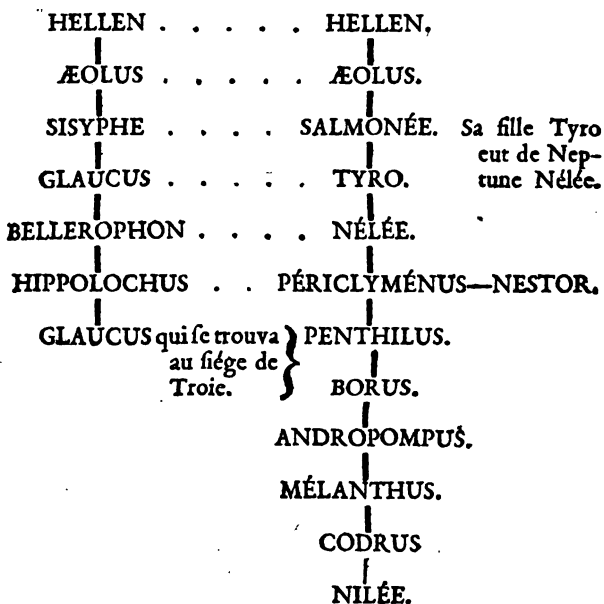 HELLEN . . . . . HELLEN,
ÆOLUS . . . . . ÆOLUS.
SISYPHE . . . . SALMONÉE. Sa fille Tyro
eut de Nep-
GLAUCUS . . . . . TYRO. tune Nélée.
BELLEROPHON . . . . NÉLÉE.
HIPPOLOCHUS . . PÉRICLYMÉNUS—NESTOR.
GLAUCUS qui ſe trouva PENTHILUS.
au ſiége de
Troie. BORUS.
ANDROPOMPUS.
MÉLANTHUS.
CODRUS
NILÉE.